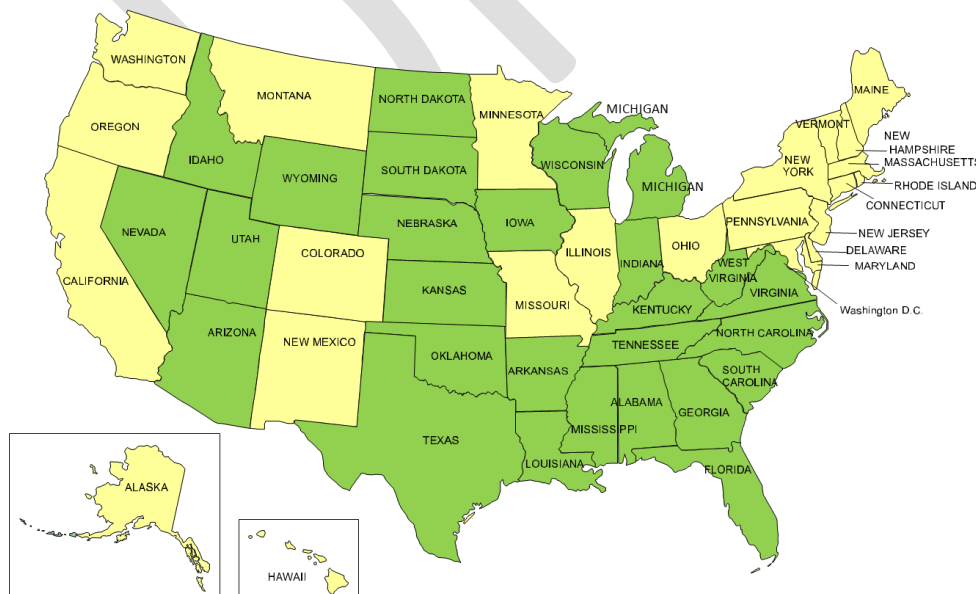 WASHINGTON
MONTANA
NORTH DAKOTA
MINNESOTA
MICHIGAN
MAINE
OREGON
VERMONT
NEW
HAMPSHIRE
MASSACHUSETTS
IDAHO
SOUTH DAKOTA
WISCONSIN
NEW
YORK
WYOMING
MICHIGAN
RHODE ISLAND
CONNECTICUT
NEBRASKA
IOWA
PENNSYLVANIA
NEVADA
UTAH
COLORADO
ILLINOIS
INDIANA
OHIO
NEW JERSEY
DELAWARE
MARYLAND
WEST
VIRGINIA
CALIFORNIA
KANSAS
MISSOURI
KENTUCKY
VIRGINIA
Washington D.C.
ARIZONA
NEW MEXICO
OKLAHOMA
ARKANSAS
TENNESSEE
NORTH CAROLINA
SOUTH
CAROLINA
TEXAS
MISSISSIPPI
ALABAMA
GEORGIA
LOUISIANA
FLORIDA
ALASKA
HAWAII